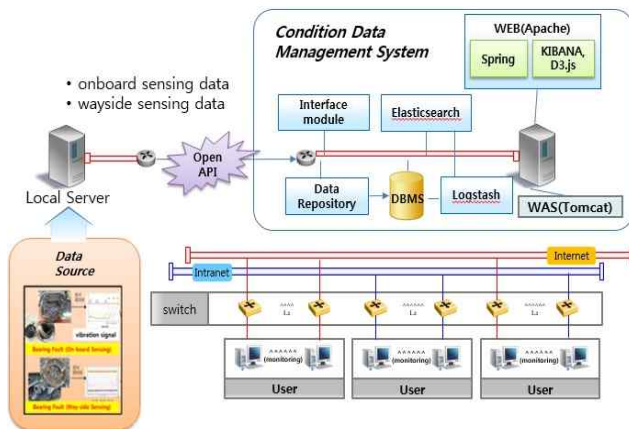 Condition Data
Management System
WEB(Apache)
Spring
KIBANA,
D3.js
• onboard sensing data
• wayside sensing data
Interface
module
Elasticsearch
Open
API
Local Server
Data
Repository
DBMS
Logstash
WAS(Tomcat)
Data
Source
vibration signal
Bearing Fault (On-board Sensing)
Bearing Fault (Way-side Sensing)
Internet
Intranet
switch
^^^^^
L2
^^^^^
L2
^^^^^
L2
^^^^^^
(monitoring)
^^^^^^
(monitoring)
^^^^^^
(monitoring)
User
User
User